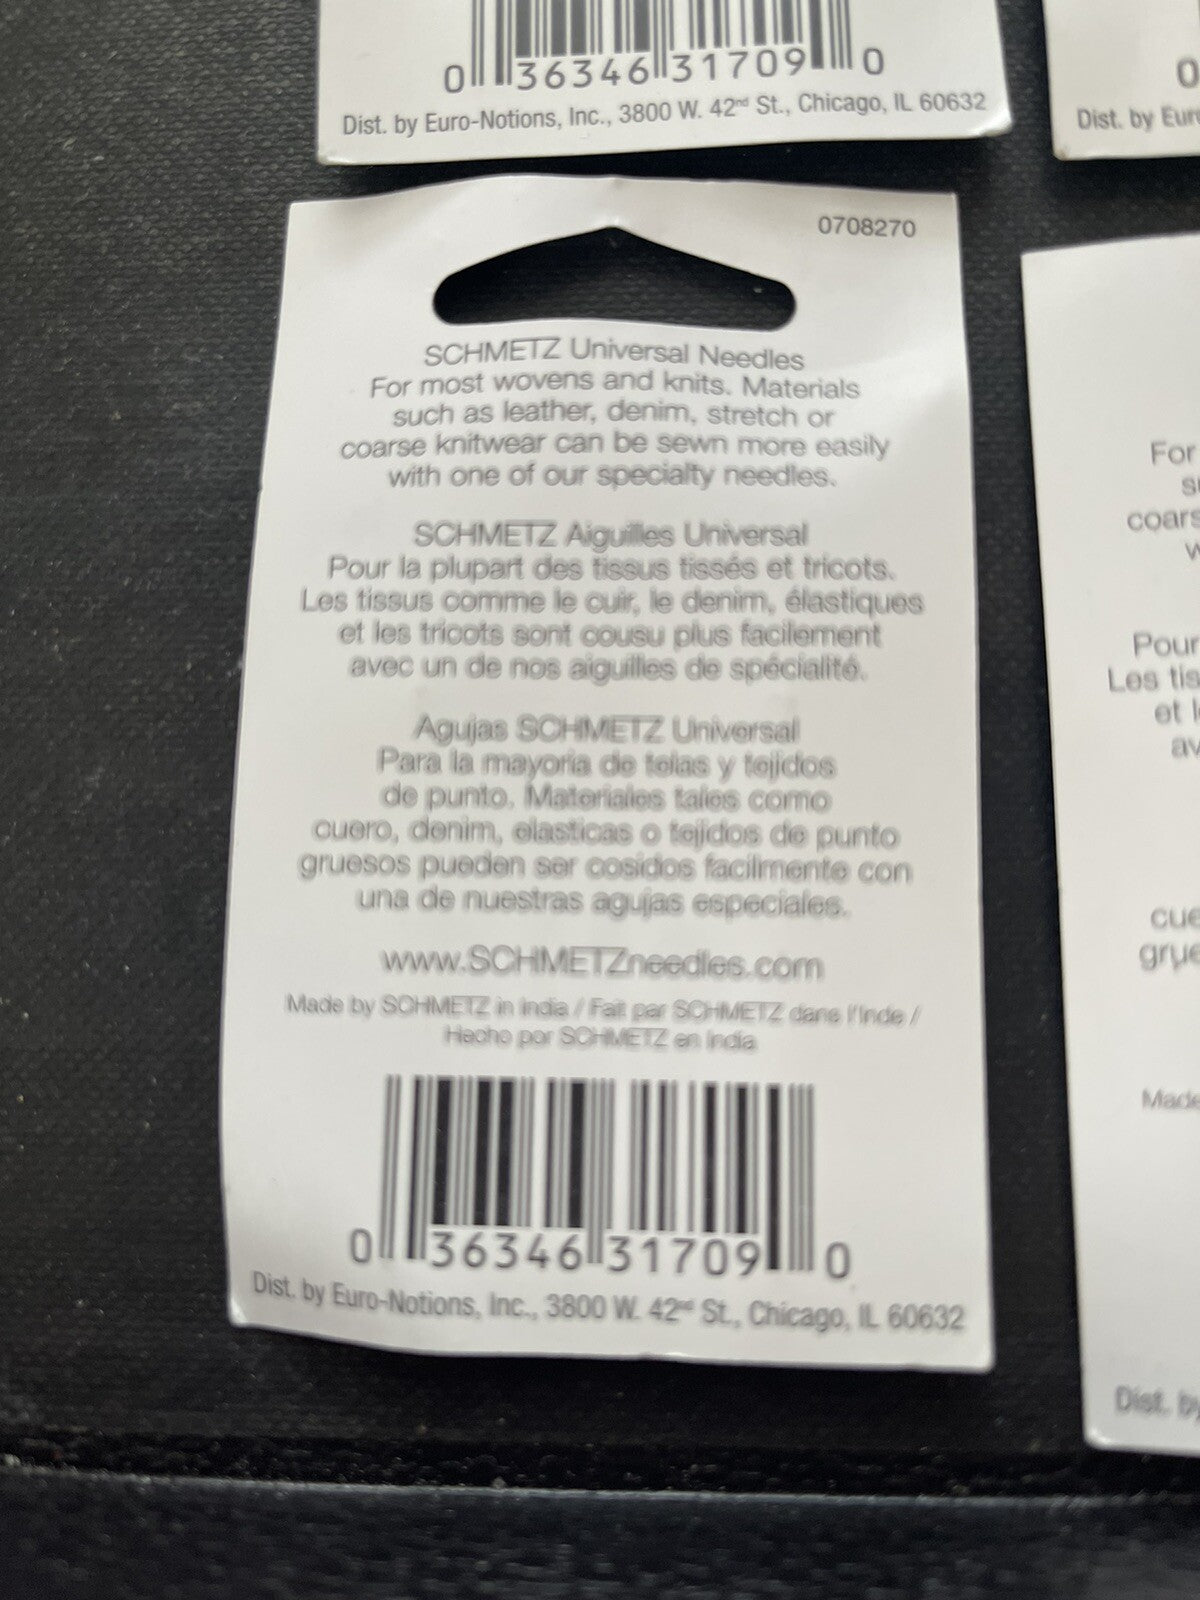 0 36346 31709 0
Dist. by Euro-Notions, Inc., 3800 W. 42nd St., Chicago, IL 60632
0
Dist. by
0708270
SCHMETZ Universal Needles
For most wovens and knits. Materials
such as leather, denim, stretch or
coarse knitwear can be sewn more easily
with one of our specialty needles.
SCHMETZ Aiguilles Universal
Pour la plupart des tissus tissés et tricots.
Les tissus comme le cuir, le denim, élastiques
et les tricots sont cousu plus facilement
avec un de nos aiguilles de spécialité.
Agujas SCHMETZ Universal
Para la mayoria de telas y tejidos
de punto. Materiales tales como
cuero, denim, elasticas o tejidos de punto
gruesos pueden ser cosidos facilmente con
una de nuestras agujas especiales.
www.SCHMETZneedles.com
Made by SCHMETZ in India / Fait par SCHMETZ dans l'Inde /
Hecho por SCHMETZ en India
0 36346 31709 0
Dist. by Euro-Notions, Inc., 3800 W. 42nd St., Chicago, IL 60632
For
Pour
Les
et
Dist.